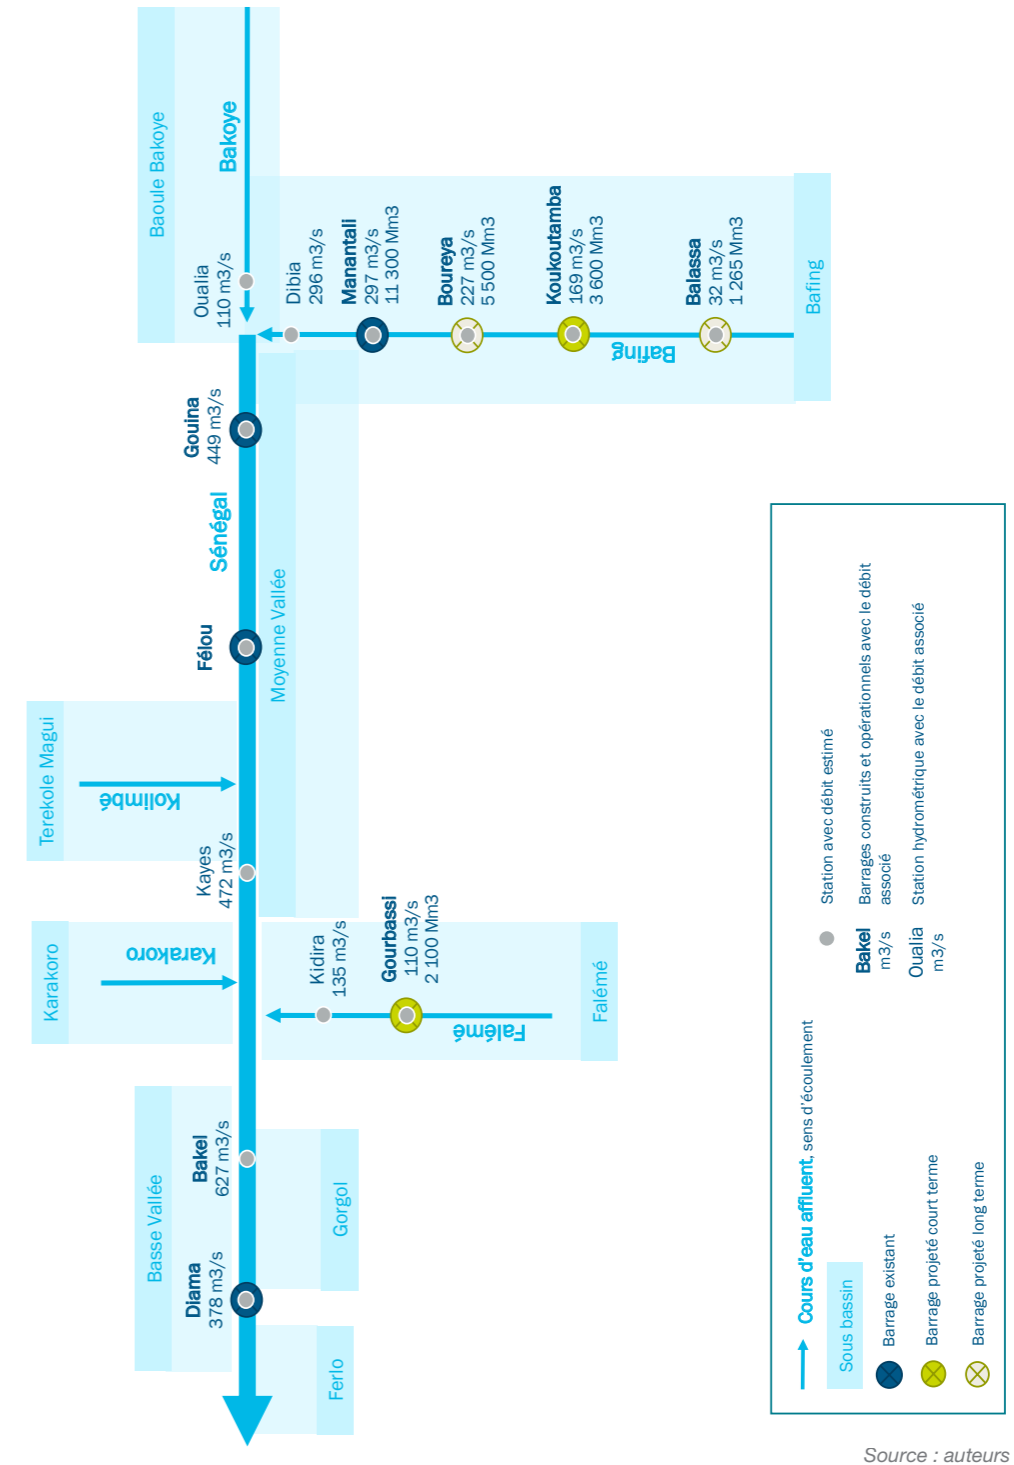 Baoule Bakoye
Bakoye
Oualia
110 m3/s
Dibia
296 m3/s
Manantali
297 m3/s
11 300 Mm3
Boureya
227 m3/s
5 500 Mm3
Koukoutamba
169 m3/s
3 600 Mm3
Balassa
32 m3/s
1 265 Mm3
Bafing
Bafing
Gouina
449 m3/s
Sénégal
Félou
Moyenne Vallée
Terekole Magui
Kolimbé
Kayes
472 m3/s
Karakoro
Karakoro
Kidira
135 m3/s
Gourbassi
110 m3/s
2 100 Mm3
Falémé
Falémé
Basse Vallée
Bakel
627 m3/s
Gorgol
Diama
378 m3/s
Ferlo
Cours d'eau affluent, sens d'écoulement
Sous bassin
Barrage existant
Barrage projeté court terme
Barrage projeté long terme
Station avec débit estimé
Bakel
m3/s
Barrages construits et opérationnels avec le débit
associé
Oualia
m3/s
Station hydrométrique avec le débit associé
Source : auteurs